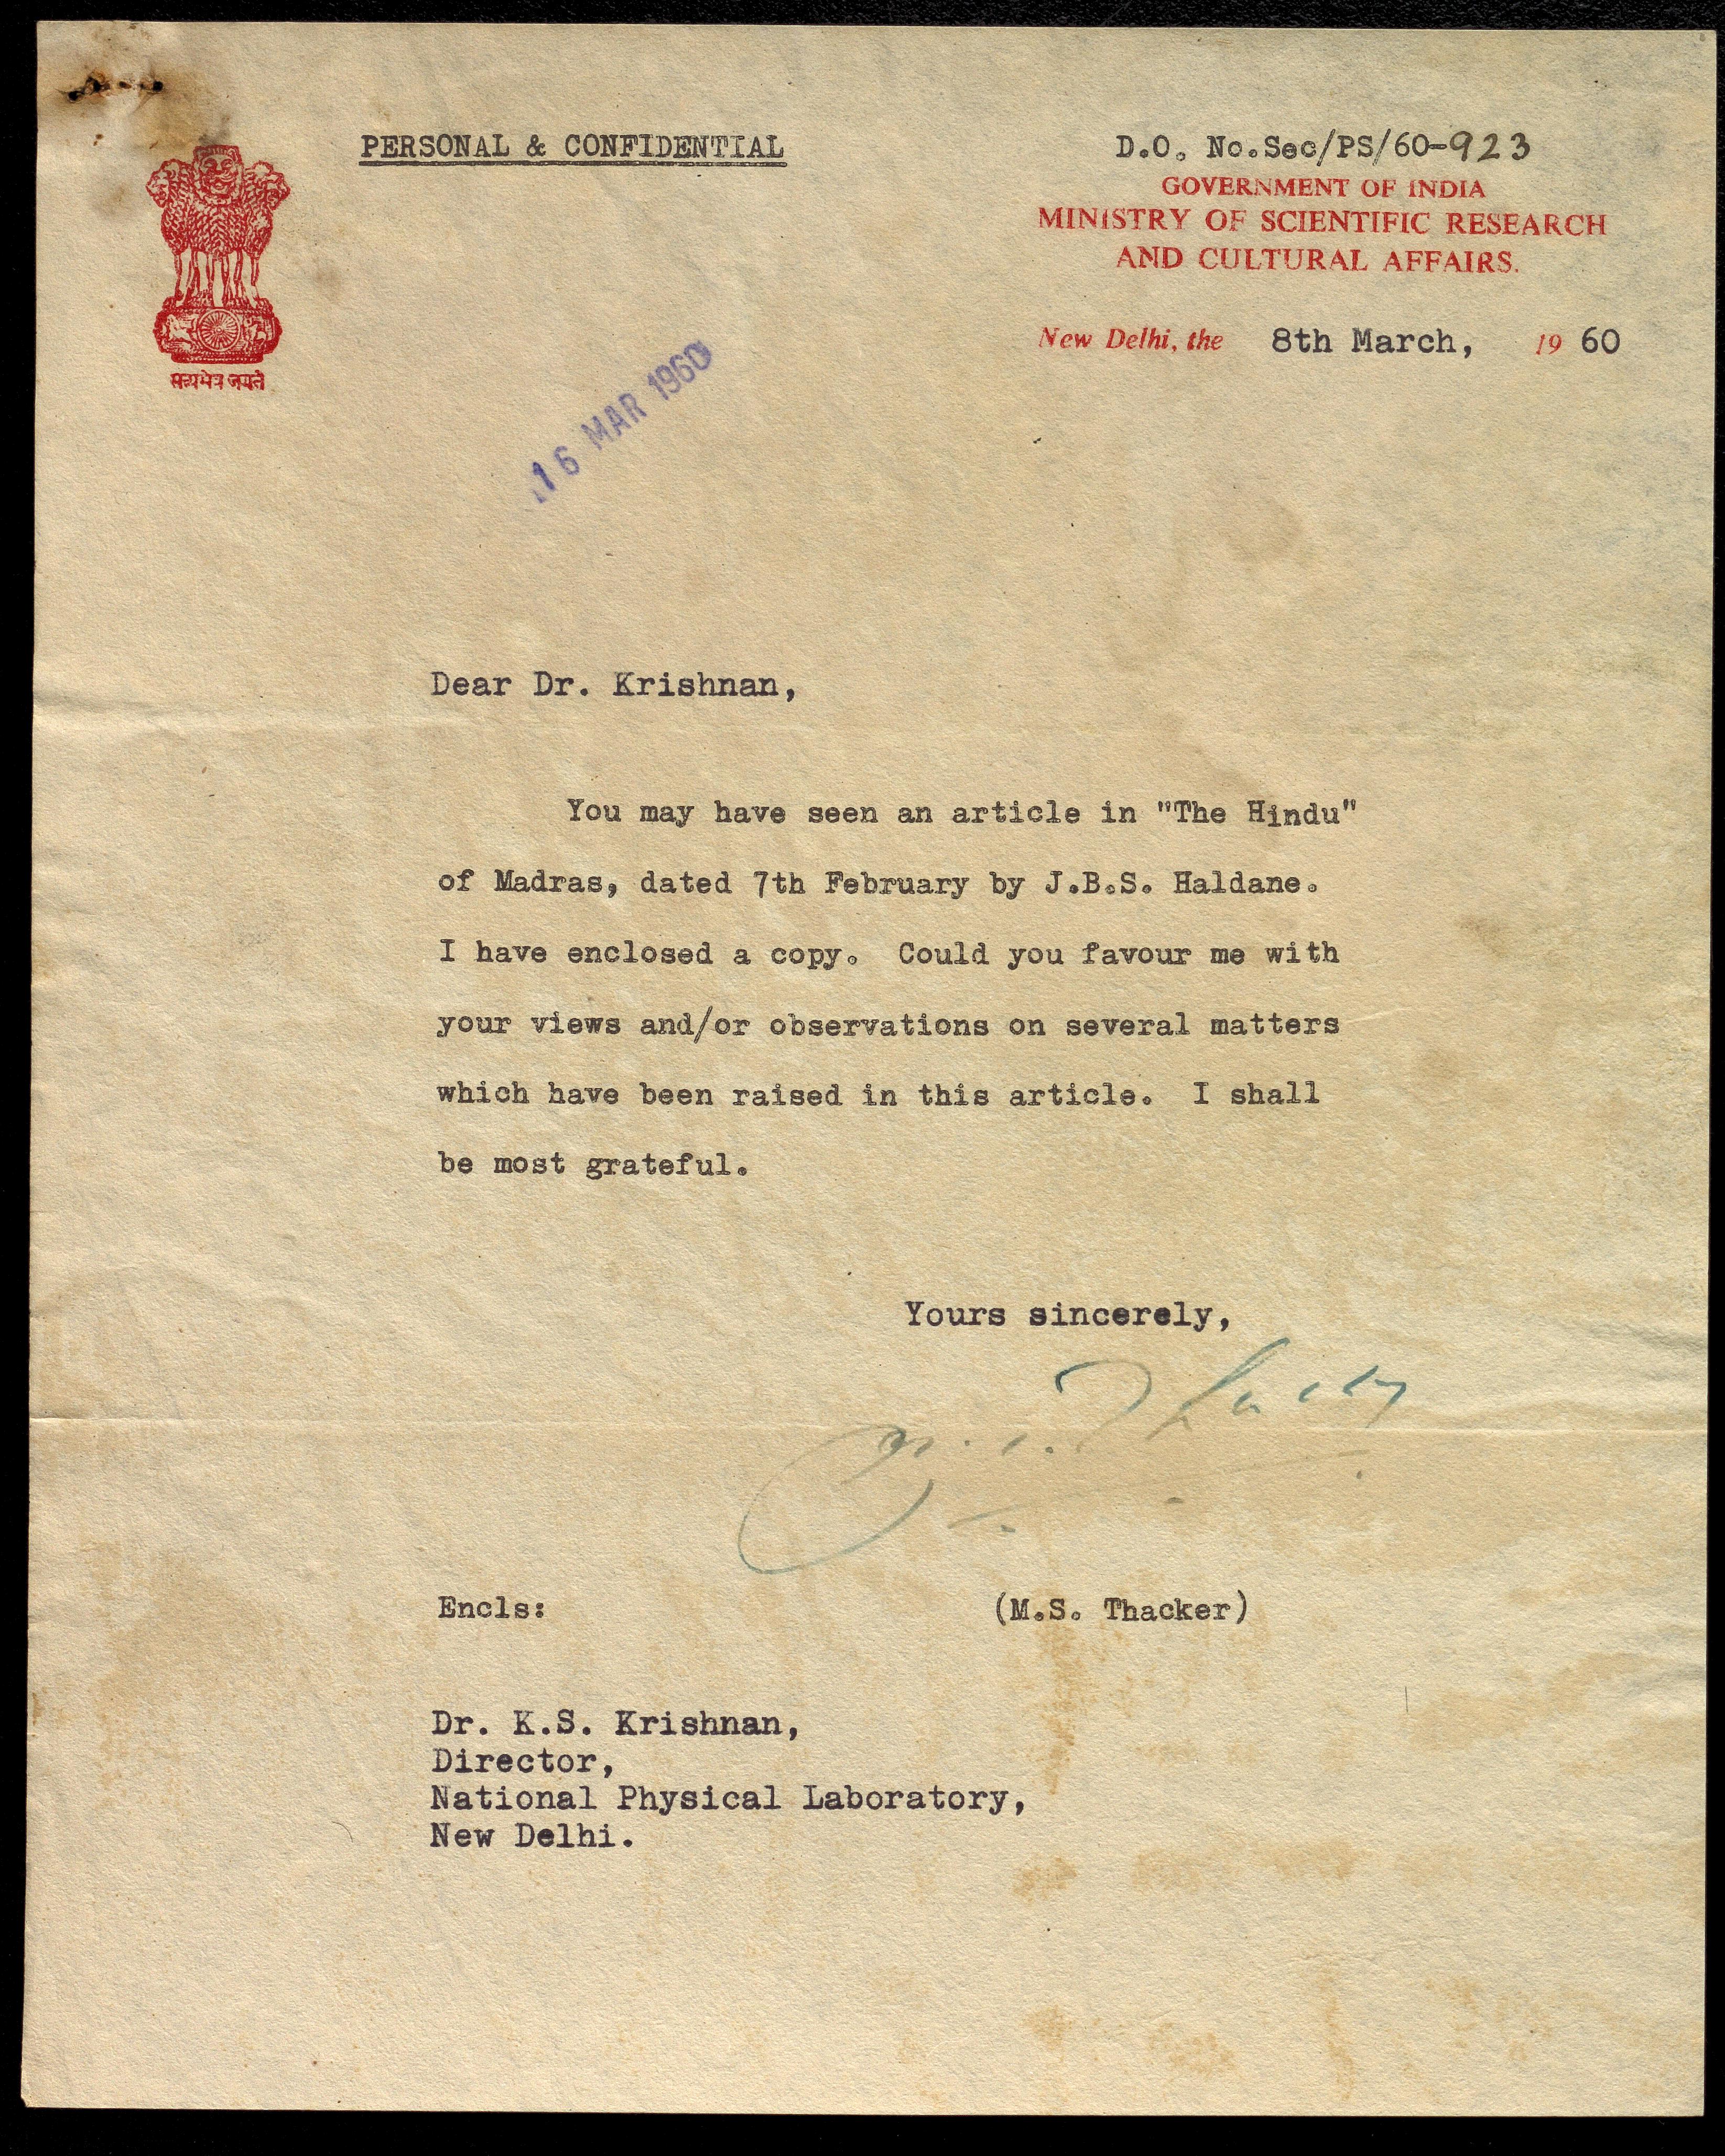 PERSONAL & CONFIDENTIAL
D.O. No.Sec/PS/60-923
GOVERNMENT OF INDIA
MINISTRY OF SCIENTIFIC RESEARCH
AND CULTURAL AFFAIRS.
सत्यमेव जयते
New Delhi, the 8th March, 1960
16 MAR 1960
Dear Dr. Krishnan,
You may have seen an article in "The Hindu"
of Madras, dated 7th February by J.B.S. Haldane.
I have enclosed a copy. Could you favour me with
your views and/or observations on several matters
which have been raised in this article. I shall
be most grateful.
Yours sincerely,
Encls:
(M.S. Thacker)
Dr. K.S. Krishnan,
Director,
National Physical Laboratory,
New Delhi.